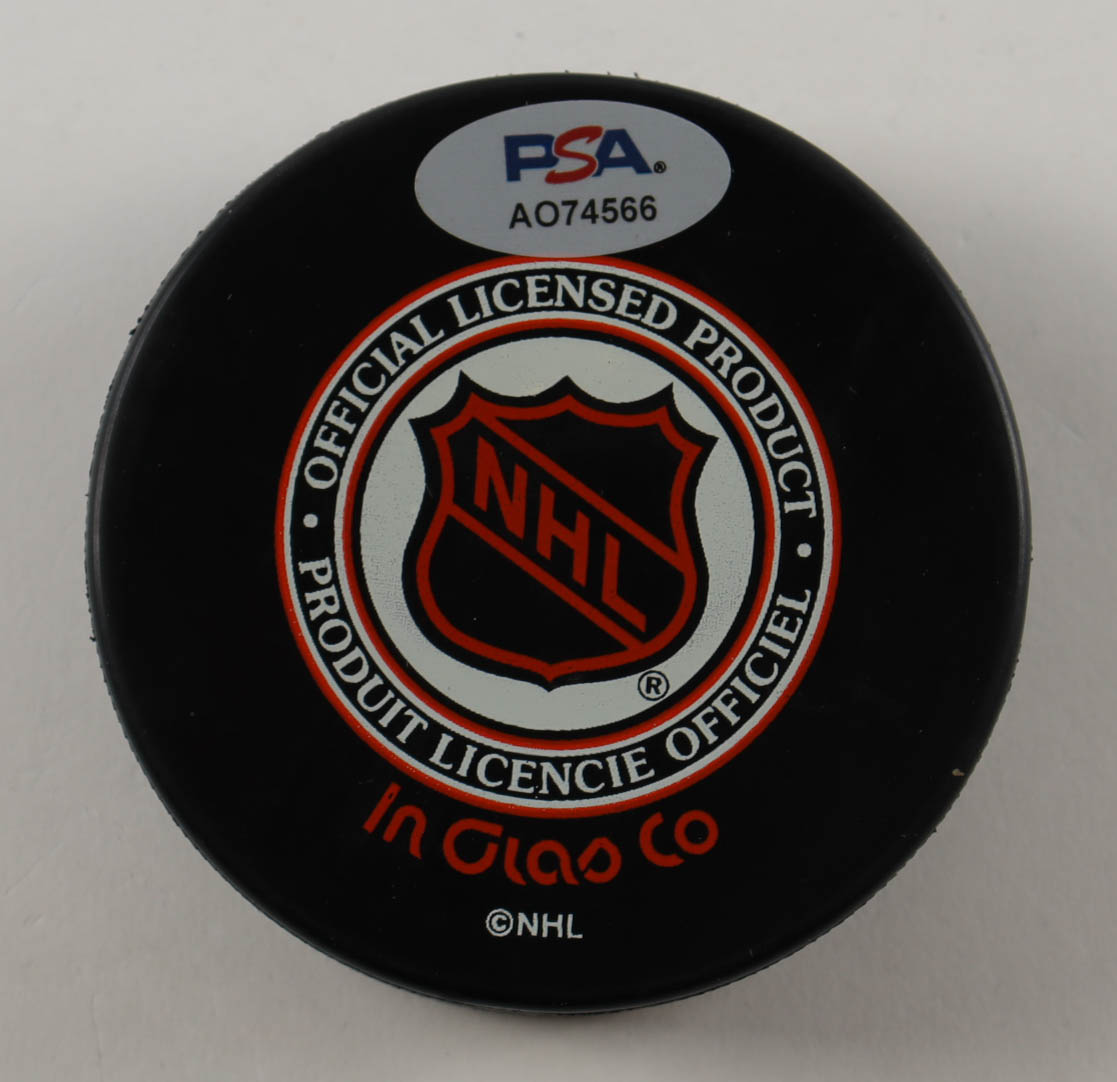 PSA®
AO74566
• OFFICIAL LICENSED PRODUCT •
NHL
®
PRODUIT LICENCIE OFFICIEL
In Glas Co
©NHL